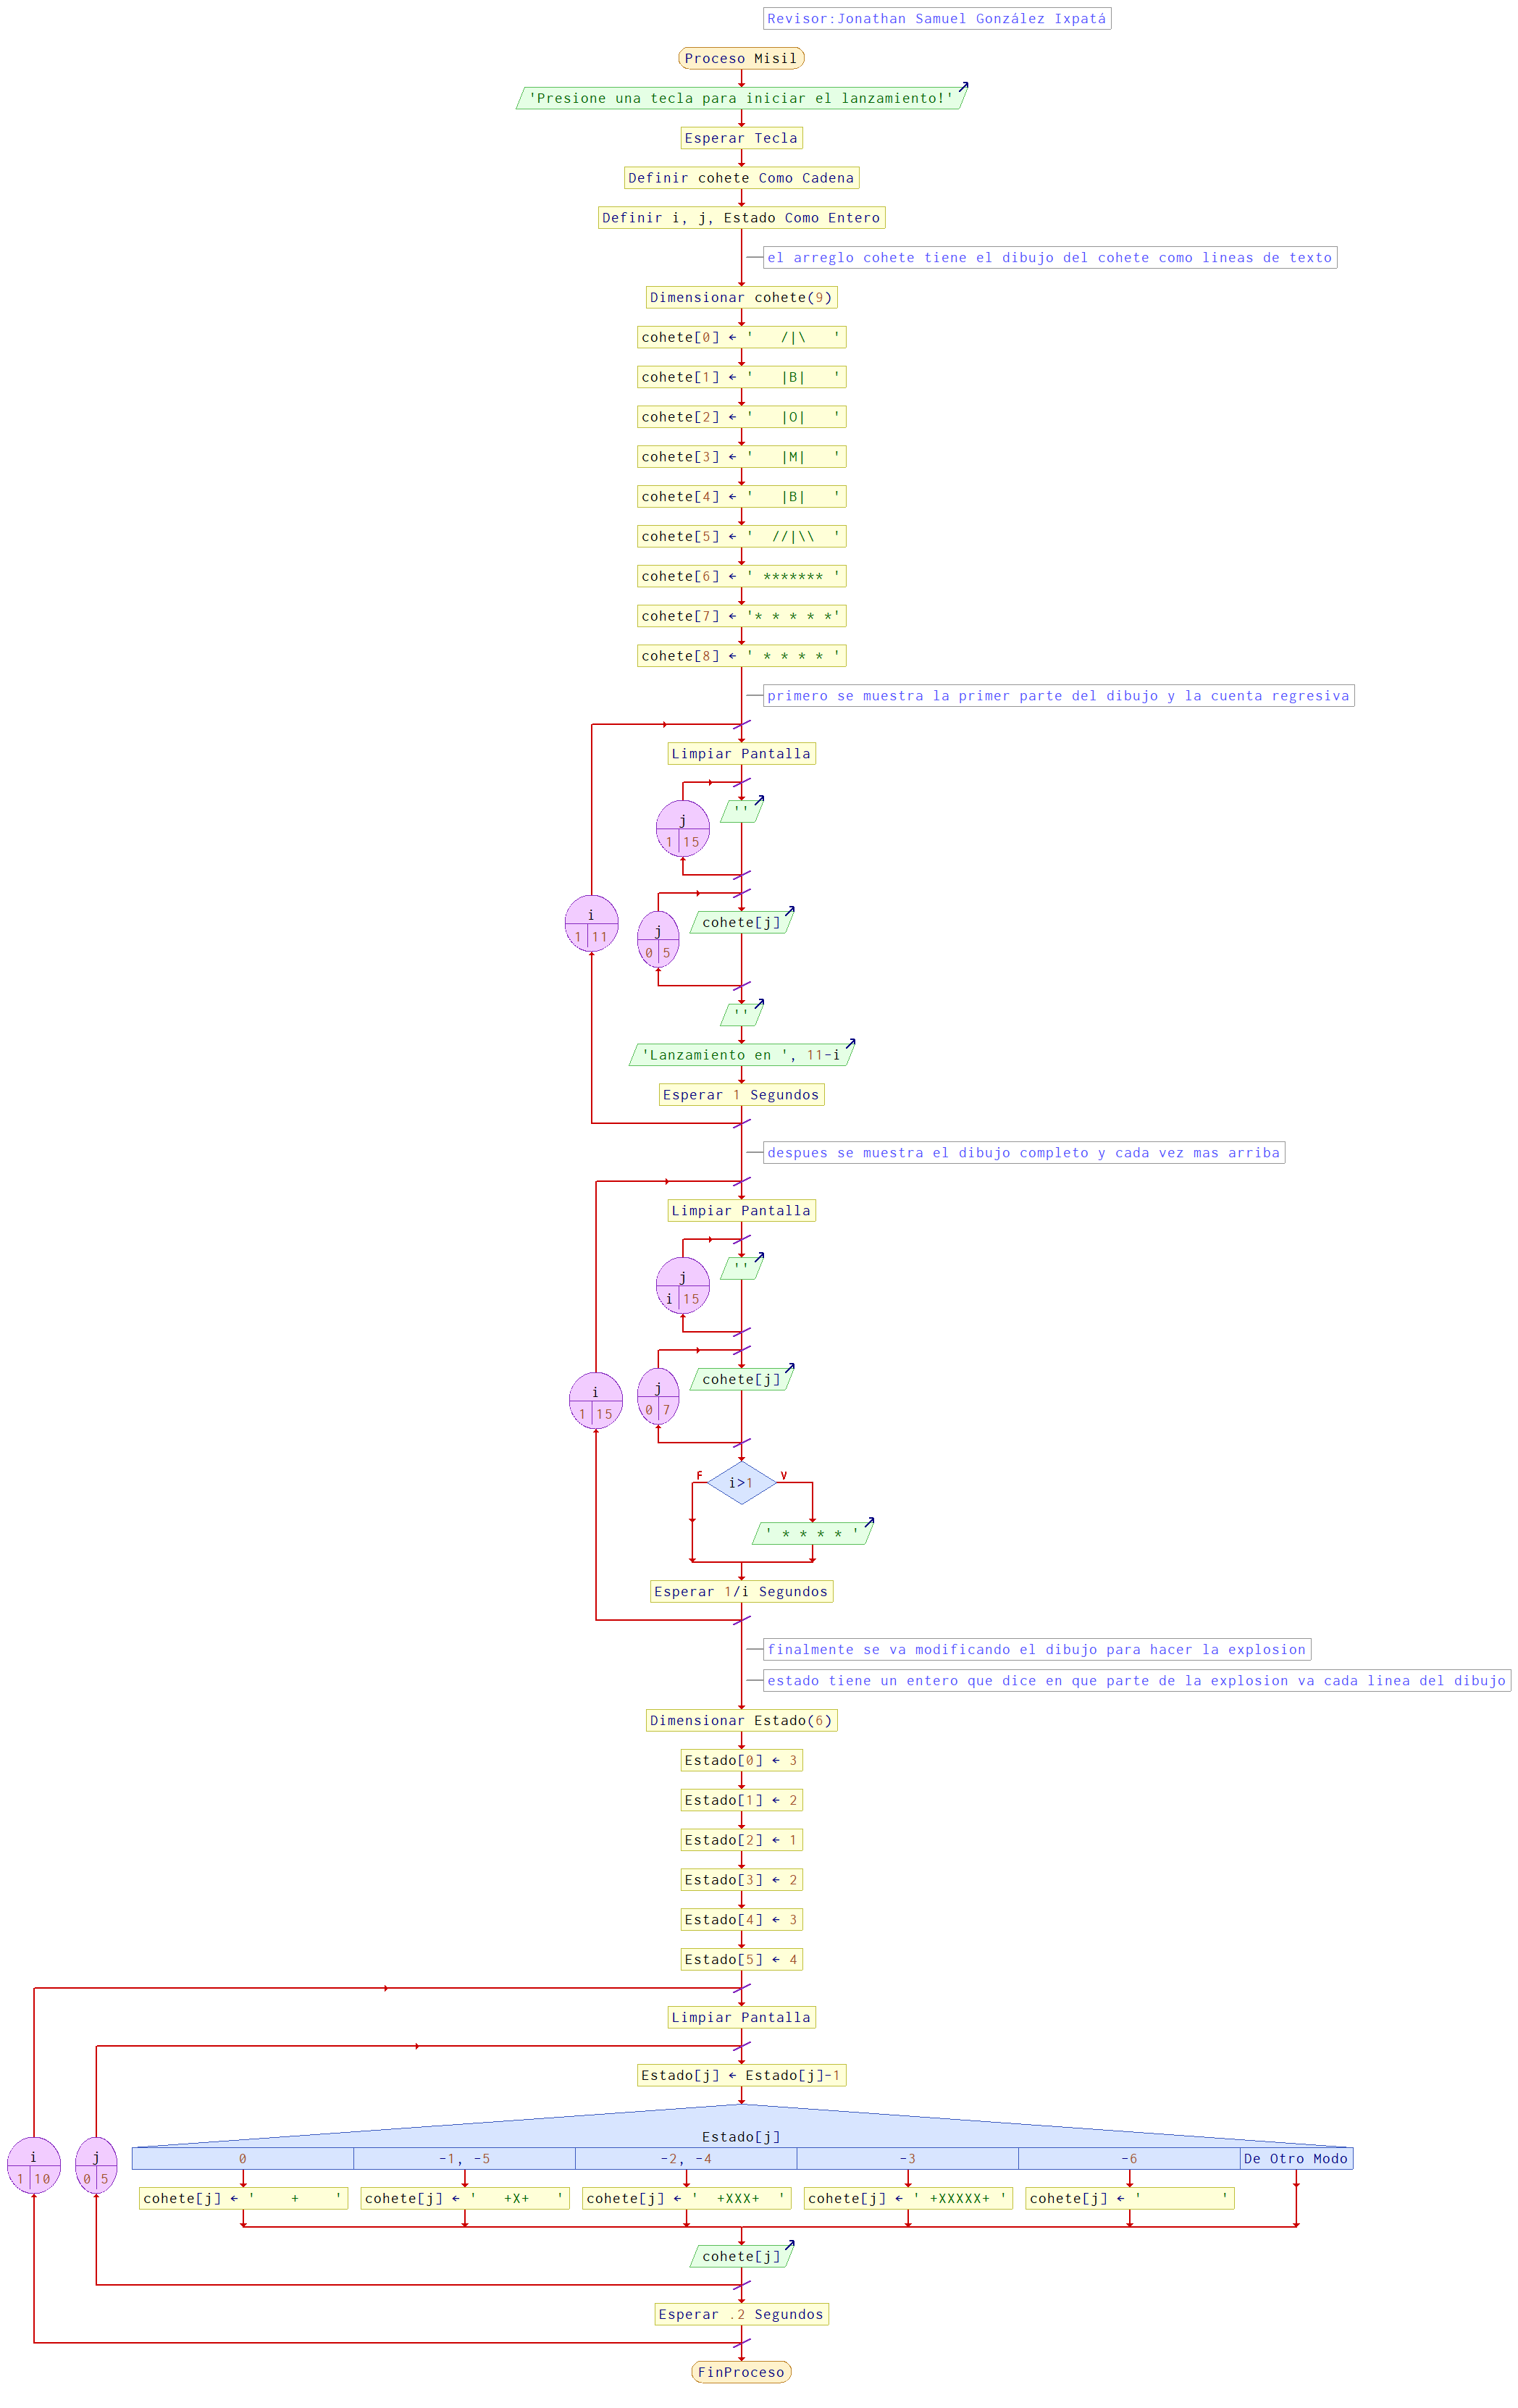 Revisor:Jonathan Samuel González Ixpatá
Proceso Misil
'Presione una tecla para iniciar el lanzamiento!'
Esperar Tecla
Definir cohete Como Cadena
Definir i, j, Estado Como Entero
el arreglo cohete tiene el dibujo del cohete como lineas de texto
Dimensionar cohete(9)
cohete[0] ← '   /|\   '
cohete[1] ← '   |B|   '
cohete[2] ← '   |O|   '
cohete[3] ← '   |M|   '
cohete[4] ← '   |B|   '
cohete[5] ← '  //|\\  '
cohete[6] ← ' ******* '
cohete[7] ← '* * * * *'
cohete[8] ← ' * * * * '
primero se muestra la primer parte del dibujo y la cuenta regresiva
Limpiar Pantalla
''
j
1 15
i
1 11
cohete[j]
j
0 5
''
'Lanzamiento en ', 11-i
Esperar 1 Segundos
despues se muestra el dibujo completo y cada vez mas arriba
Limpiar Pantalla
''
j
i 15
cohete[j]
i
1 15
j
0 7
F
i>1
V
' * * * * '
Esperar 1/i Segundos
finalmente se va modificando el dibujo para hacer la explosion
estado tiene un entero que dice en que parte de la explosion va cada linea del dibujo
Dimensionar Estado(6)
Estado[0] ← 3
Estado[1] ← 2
Estado[2] ← 1
Estado[3] ← 2
Estado[4] ← 3
Estado[5] ← 4
Limpiar Pantalla
Estado[j] ← Estado[j]-1
Estado[j]
i
1 10
j
0 5
0 -1, -5 -2, -4 -3 -6 De Otro Modo
cohete[j] ← '    +    ' cohete[j] ← '   +X+   ' cohete[j] ← '  +XXX+  ' cohete[j] ← ' +XXXXX+ ' cohete[j] ← '         '
cohete[j]
Esperar .2 Segundos
FinProceso